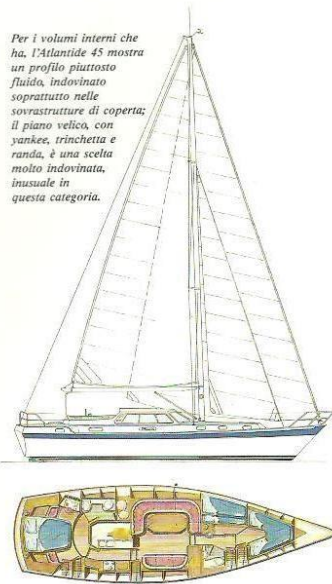 Per i volumi interni che
ha, l'Atlantide 45 mostra
un profilo piuttosto
fluido, indovinato
soprattutto nelle
sovrastrutture di coperta;
il piano velico, con
yankee, trinchetta e
randa, è una scelta
molto indovinata,
inusuale in
questa categoria.